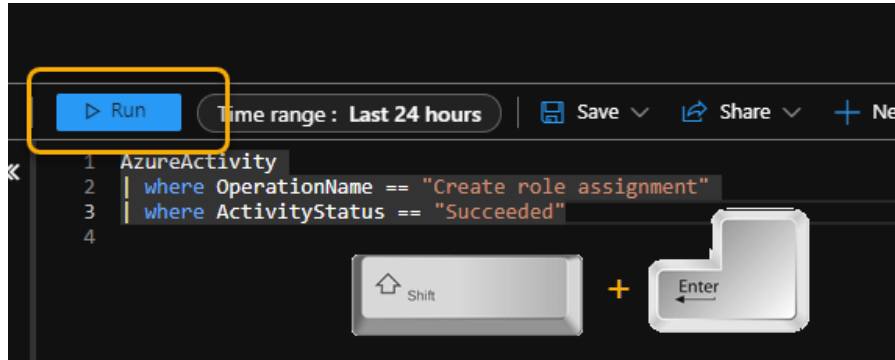 Run Time range : Last 24 hours Save Share Ne
1 AzureActivity
2 | where OperationName == "Create role assignment"
3 | where ActivityStatus == "Succeeded"
4
Shift + Enter